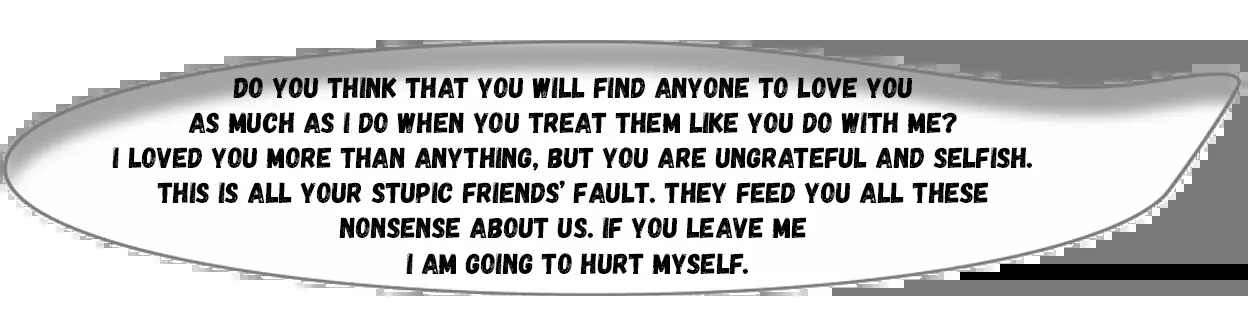 DO YOU THINK THAT YOU WILL FIND ANYONE TO LOVE YOU
AS MUCH AS I DO WHEN YOU TREAT THEM LIKE YOU DO WITH ME?
I LOVED YOU MORE THAN ANYTHING, BUT YOU ARE UNGRATEFUL AND SELFISH.
THIS IS ALL YOUR STUPIC FRIENDS' FAULT. THEY FEED YOU ALL THESE
NONSENSE ABOUT US. IF YOU LEAVE ME
I AM GOING TO HURT MYSELF.